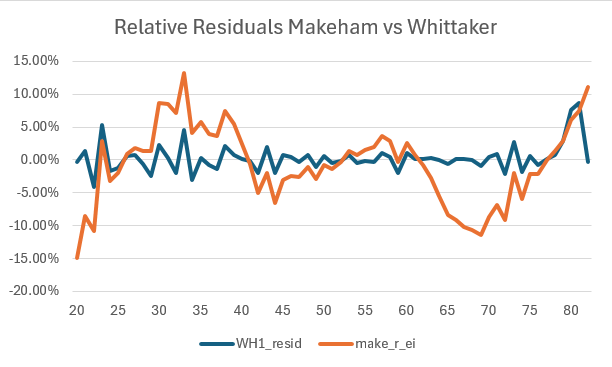 Relative Residuals Makeham vs Whittaker
15.00%
10.00%
5.00%
0.00%
-5.00%
-10.00%
-15.00%
-20.00%
20 25 30 35 40 45 50 55 60 65 70 75 80
WH1_resid make_r_ei